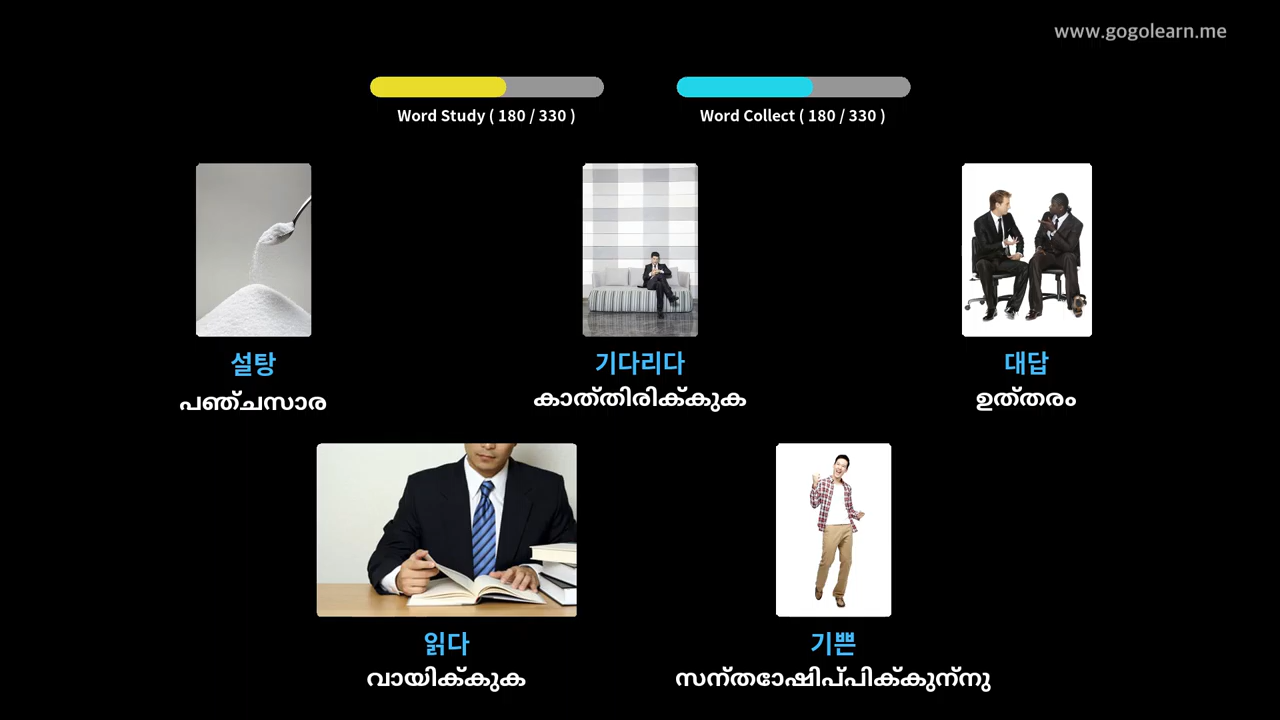 www.gogolearn.me
Word Study ( 180 / 330 )
Word Collect ( 180 / 330 )
설탕
പഞ്ചസാര
기다리다
കാത്തിരിക്കുക
대답
ഉത്തരം
읽다
വായിക്കുക
기쁜
സന്തോഷിപ്പിക്കുന്നു